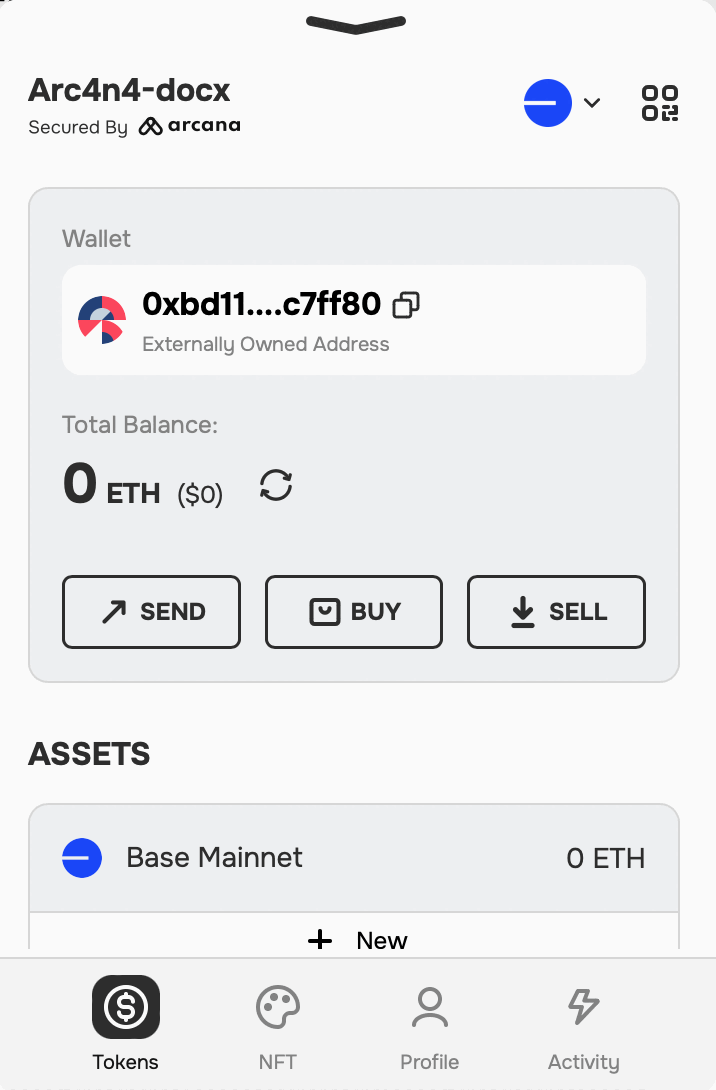 Arc4n4-docx
Secured By arcana
Wallet
0xbd11....c7ff80
Externally Owned Address
Total Balance:
0 ETH ($0)
SEND BUY SELL
ASSETS
Base Mainnet 0 ETH
+ New
Tokens NFT Profile Activity